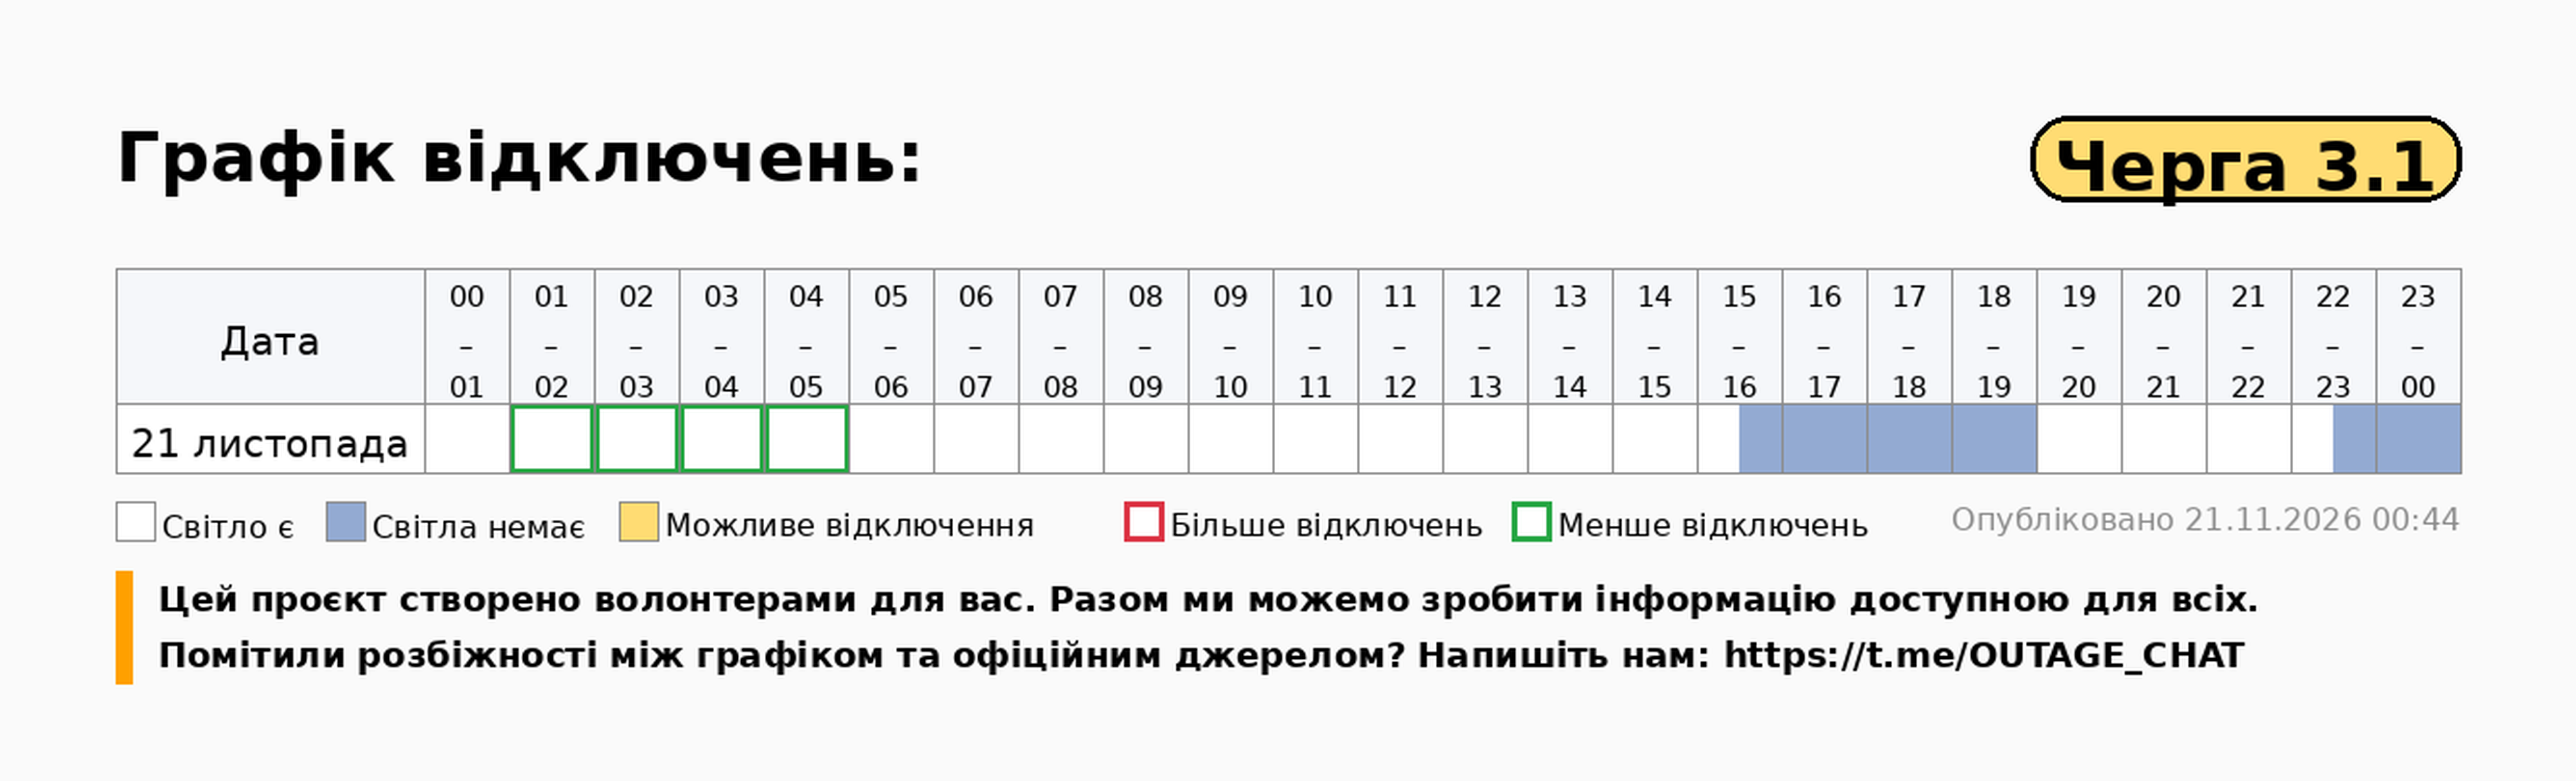 Графік відключень:
Черга 3.1
Дата 00 – 01 01 – 02 02 – 03 03 – 04 04 – 05 05 – 06 06 – 07 07 – 08 08 – 09 09 – 10 10 – 11 11 – 12 12 – 13 13 – 14 14 – 15 15 – 16 16 – 17 17 – 18 18 – 19 19 – 20 20 – 21 21 – 22 22 – 23 23 – 00
21 листопада
Світло є Світла немає Можливе відключення Більше відключень Менше відключень Опубліковано 21.11.2026 00:44
Цей проєкт створено волонтерами для вас. Разом ми можемо зробити інформацію доступною для всіх.
Помітили розбіжності між графіком та офіційним джерелом? Напишіть нам: https://t.me/OUTAGE_CHAT